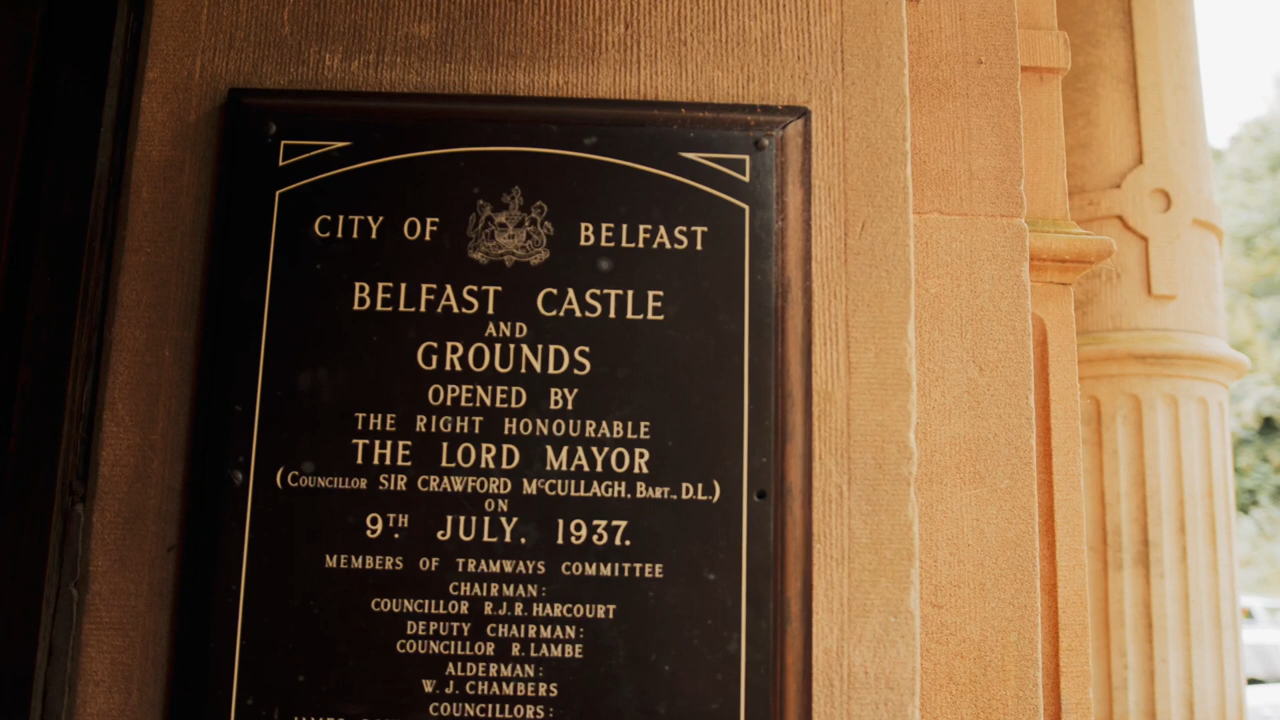 CITY OF BELFAST
BELFAST CASTLE
AND
GROUNDS
OPENED BY
THE RIGHT HONOURABLE
THE LORD MAYOR
(COUNCILLOR SIR CRAWFORD McCULLAGH, BART., D.L.)
ON
9TH JULY, 1937.
MEMBERS OF TRAMWAYS COMMITTEE
CHAIRMAN:
COUNCILLOR R.J.R. HARCOURT
DEPUTY CHAIRMAN:
COUNCILLOR R. LAMBE
ALDERMAN:
W. J. CHAMBERS
COUNCILLORS: